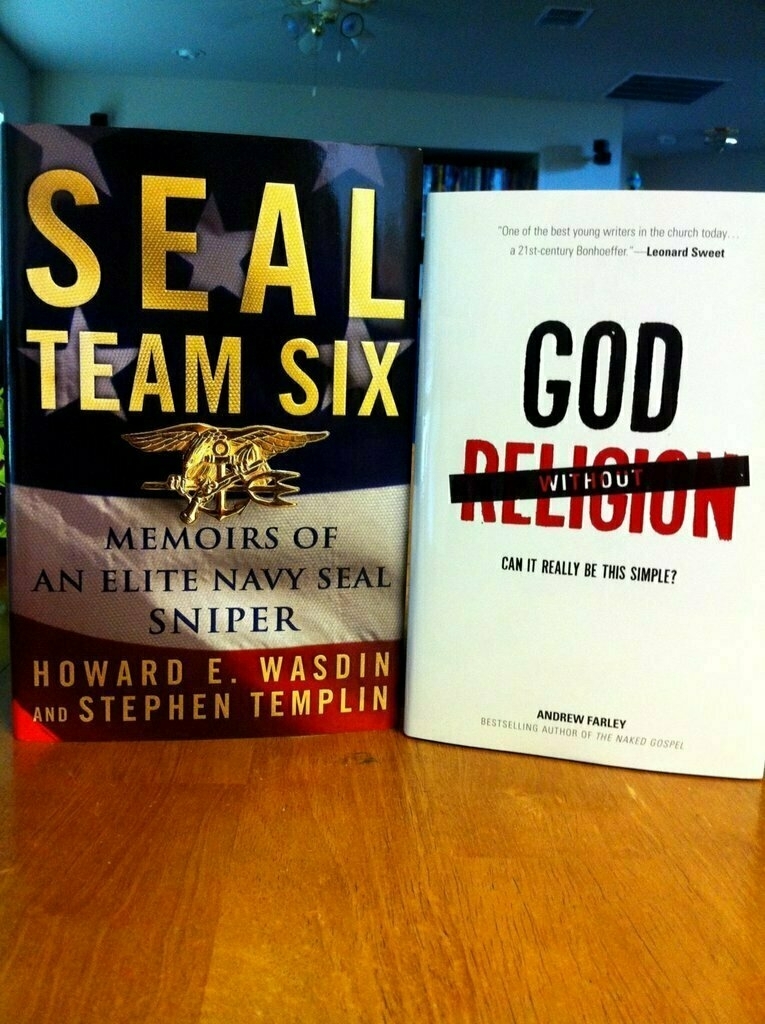 SEAL
TEAM SIX
MEMOIRS OF
AN ELITE NAVY SEAL
SNIPER
HOWARD E. WASDIN
AND STEPHEN TEMPLIN
"One of the best young writers in the church today...
a 21st-century Bonhoeffer."—Leonard Sweet
GOD
WITHOUT
RELIGION
CAN IT REALLY BE THIS SIMPLE?
ANDREW FARLEY
BESTSELLING AUTHOR OF THE NAKED GOSPEL